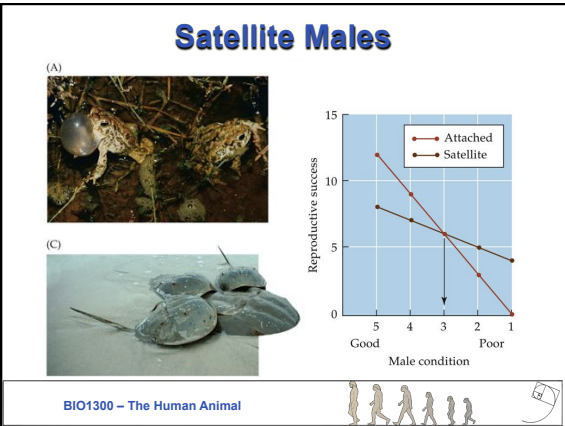 Satellite Males
(A)
(C)
15
10
5
0
Reproductive success
Attached
Satellite
5 4 3 2 1
Good Poor
Male condition
BIO1300 – The Human Animal